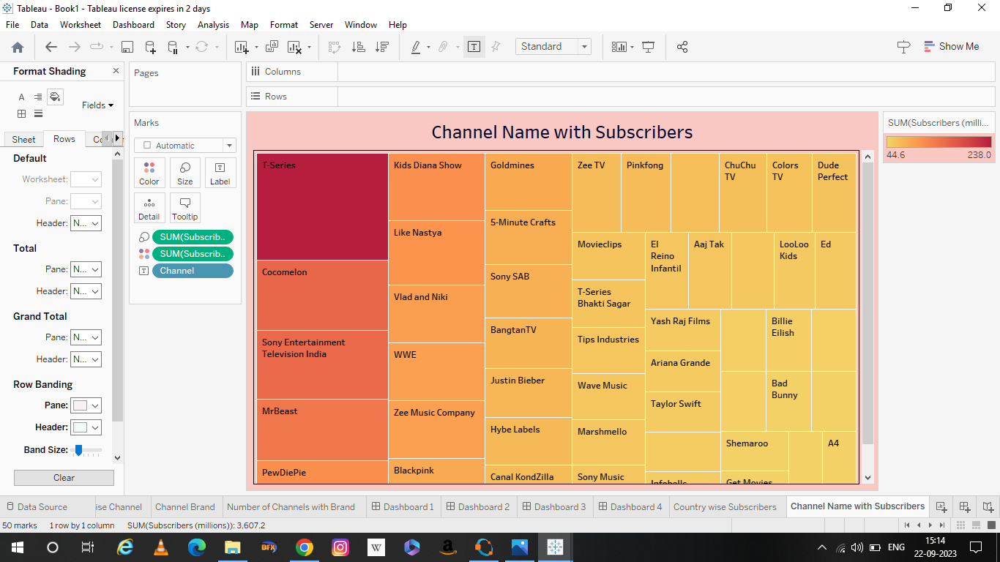 Tableau - Book1 - Tableau license expires in 2 days
File Data Worksheet Dashboard Story Analysis Map Format Server Window Help
Standard
Show Me
Format Shading
Fields
Sheet
Rows
Default
Worksheet:
Pane:
Header: N...
Total
Pane: N...
Header: N...
Grand Total
Pane: N...
Header: N...
Row Banding
Pane:
Header:
Band Size:
Clear
Pages
Marks
Automatic
Color Size Label
Detail Tooltip
SUM(Subscrib..
SUM(Subscrib..
Channel
Columns
Rows
Channel Name with Subscribers
T-Series
Cocomelon
Sony Entertainment
Television India
MrBeast
PewDiePie
Kids Diana Show
Like Nastya
Vlad and Niki
WWE
Zee Music Company
Blackpink
Goldmines
5-Minute Crafts
Sony SAB
BangtanTV
Justin Bieber
Hybe Labels
Canal KondZilla
Zee TV
Pinkfong
ChuChu
TV
Colors
TV
Dude
Perfect
Movieclips
T-Series
Bhakti Sagar
Tips Industries
Wave Music
Marshmello
Sony Music
El
Reino
Infantil
Aaj Tak
LooLoo
Kids
Ed
Yash Raj Films
Ariana Grande
Taylor Swift
Infobells
Billie
Eilish
Bad
Bunny
Shemaroo
Get Movies
A4
SUM(Subscribers (milli...
44.6 238.0
Data Source
ise Channel
Channel Brand
Number of Channels with Brand
Dashboard 1
Dashboard 2
Dashboard 3
Dashboard 4
Country wise Subscribers
Channel Name with Subscribers
50 marks 1 row by 1 column SUM(Subscribers (millions)): 3,607.2
DFX
W
a
ENG
15:14
22-09-2023